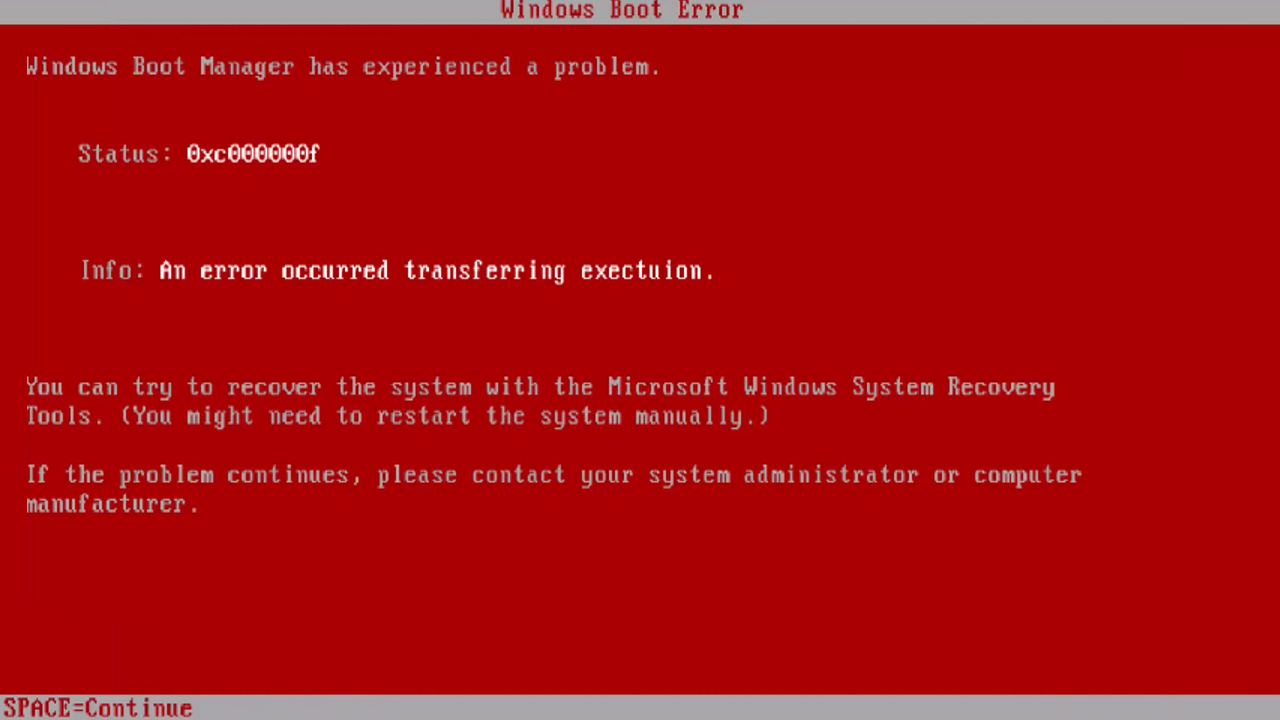 Windows Boot Error
Windows Boot Manager has experienced a problem.
Status: 0xc000000f
Info: An error occurred transferring exectuion.
You can try to recover the system with the Microsoft Windows System Recovery
Tools. (You might need to restart the system manually.)
If the problem continues, please contact your system administrator or computer
manufacturer.
SPACE=Continue